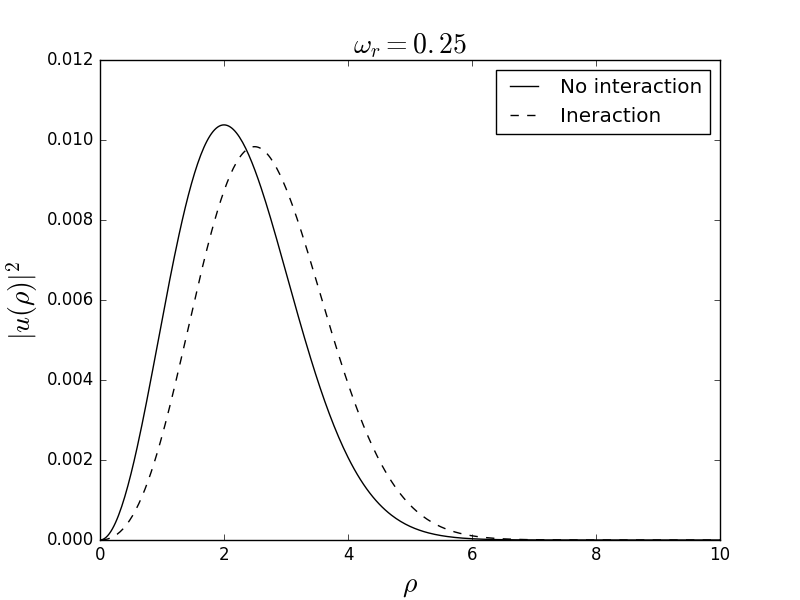 ω_r = 0.25
No interaction
Ineraction
|u(ρ)|²
0.012
0.010
0.008
0.006
0.004
0.002
0.000
0 2 4 6 8 10
ρ